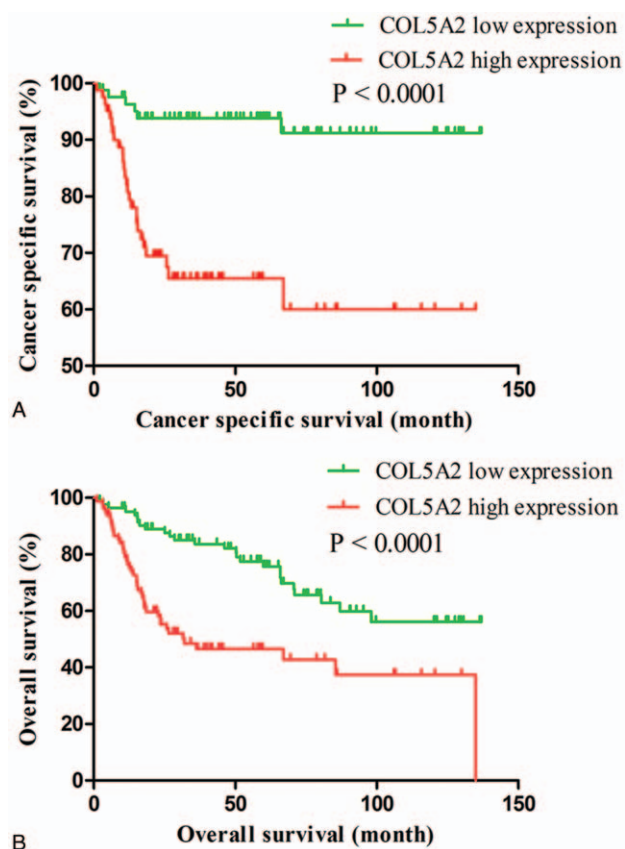 COL5A2 low expression
COL5A2 high expression
P < 0.0001
Cancer specific survival (%)
100
90
80
70
60
50
0
50
100
150
A
Cancer specific survival (month)
COL5A2 low expression
COL5A2 high expression
P < 0.0001
Overall survival (%)
100
80
60
40
20
0
0
50
100
150
B
Overall survival (month)